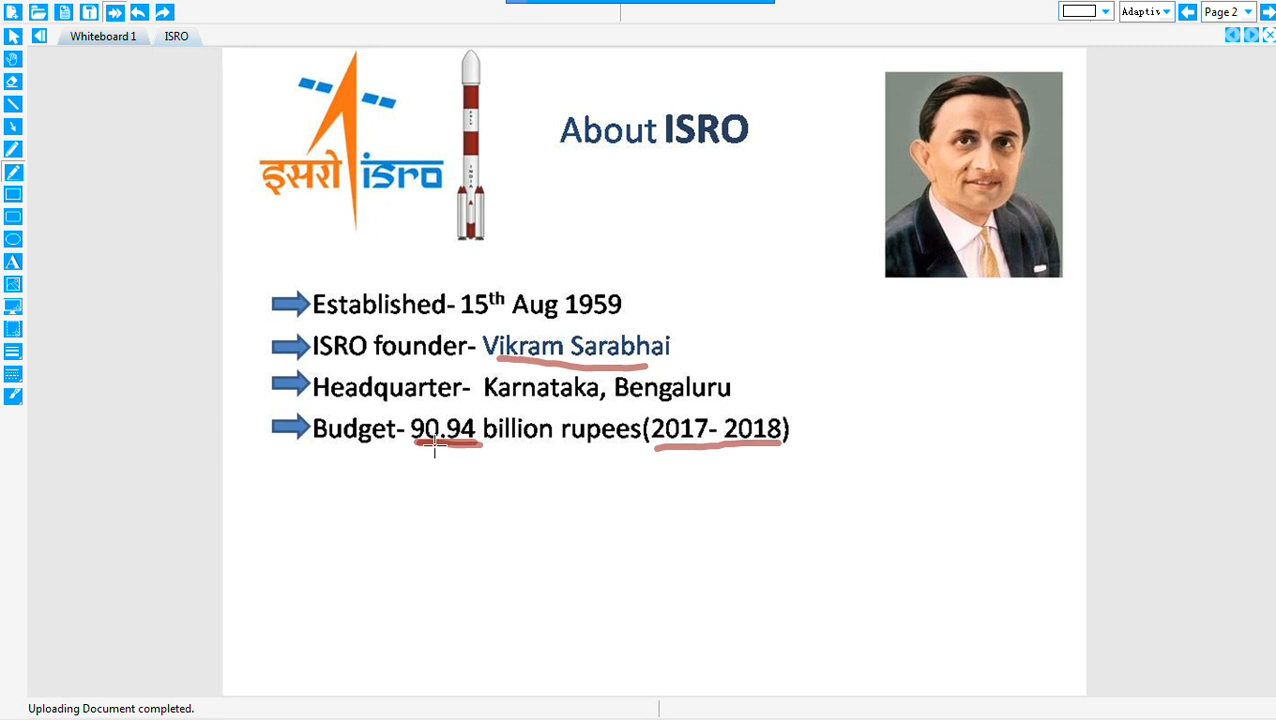 Adaptiv
Page 2
Whiteboard 1
ISRO
इसरो isro
INDIA
About ISRO
Established- 15th Aug 1959
ISRO founder- Vikram Sarabhai
Headquarter- Karnataka, Bengaluru
Budget- 90.94 billion rupees(2017- 2018)
Uploading Document completed.